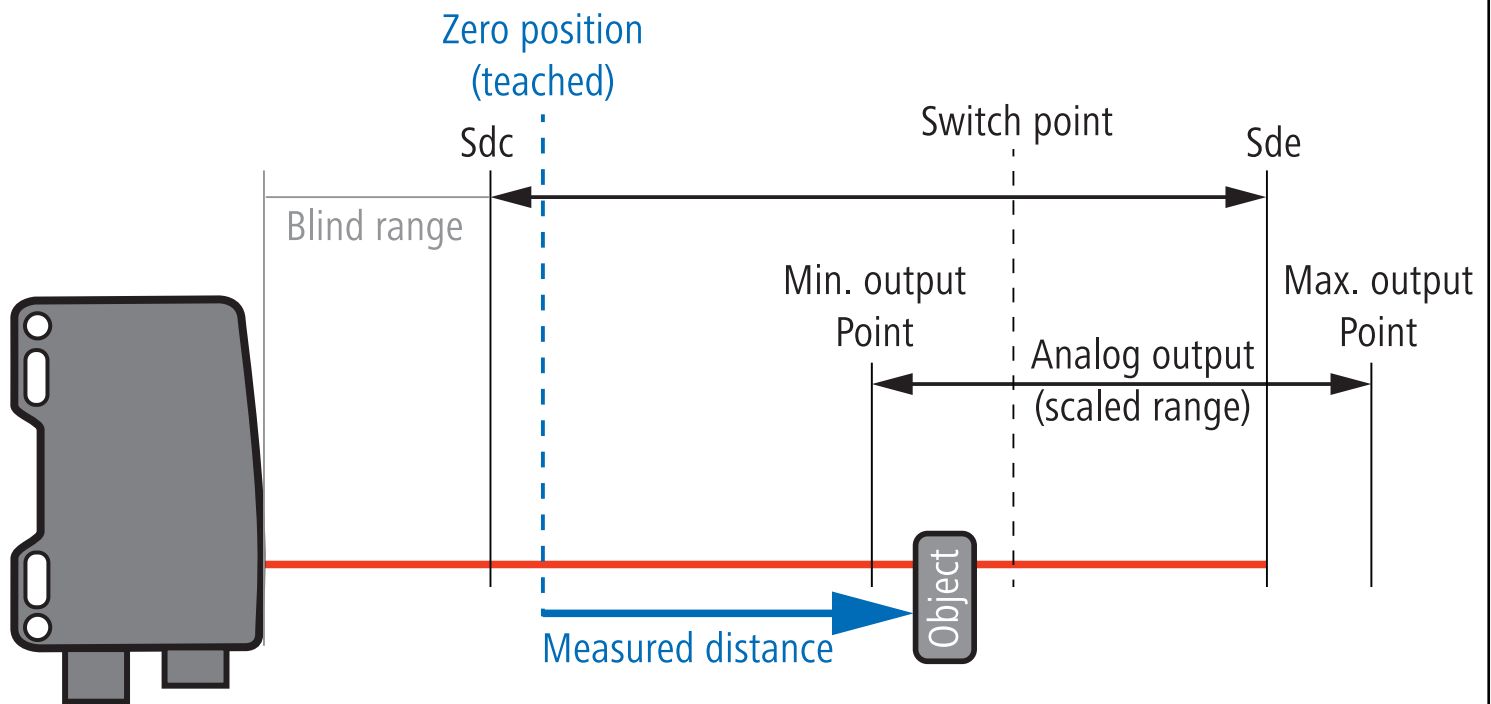 Zero position
(teached)
Sdc
Switch point
Sde
Blind range
Min. output
Point
Max. output
Point
Analog output
(scaled range)
Object
Measured distance